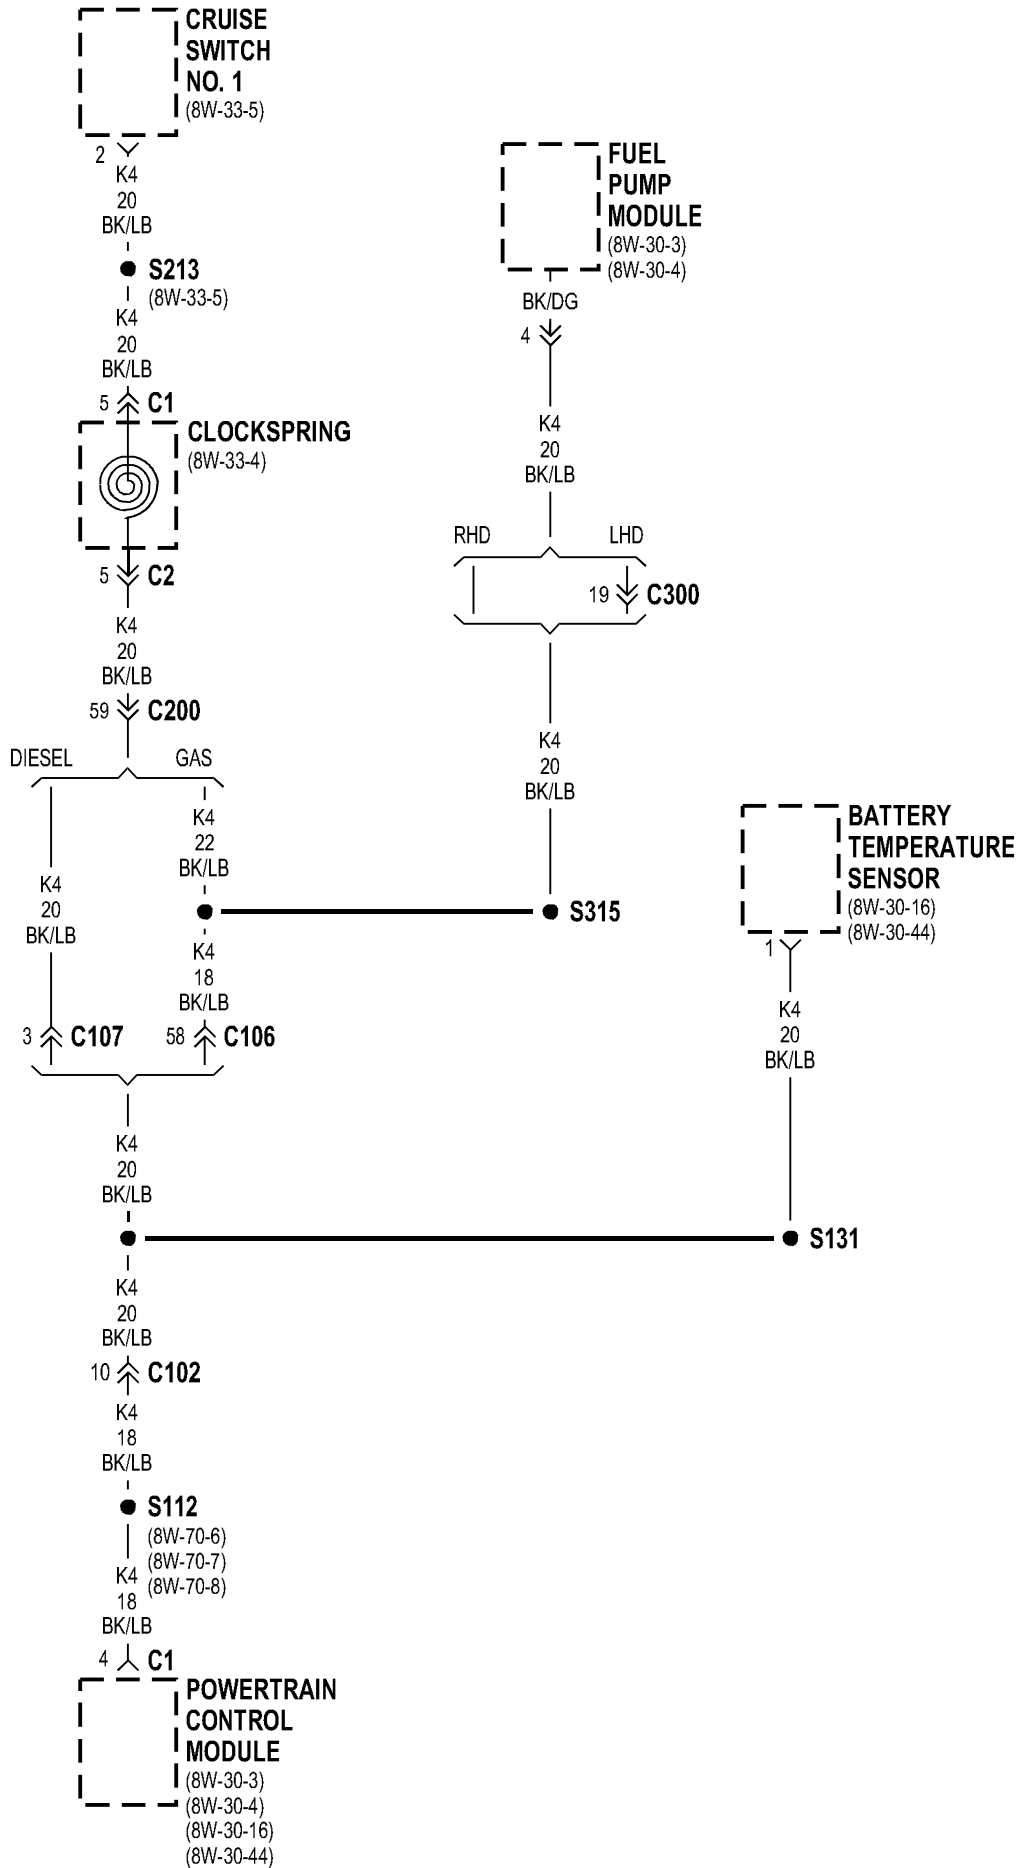 CRUISE
SWITCH
NO. 1
(8W-33-5)
2
K4
20
BK/LB
S213
(8W-33-5)
K4
20
BK/LB
5 C1
CLOCKSPRING
(8W-33-4)
5 C2
K4
20
BK/LB
59 C200
DIESEL GAS
K4
22
BK/LB
K4
20
BK/LB
K4
18
BK/LB
3 C107
58 C106
FUEL
PUMP
MODULE
(8W-30-3)
(8W-30-4)
BK/DG
4
K4
20
BK/LB
RHD LHD
19 C300
K4
20
BK/LB
S315
BATTERY
TEMPERATURE
SENSOR
(8W-30-16)
(8W-30-44)
1
K4
20
BK/LB
K4
20
BK/LB
S131
K4
20
BK/LB
10 C102
K4
18
BK/LB
S112
(8W-70-6)
(8W-70-7)
(8W-70-8)
K4
18
BK/LB
4 C1
POWERTRAIN
CONTROL
MODULE
(8W-30-3)
(8W-30-4)
(8W-30-16)
(8W-30-44)